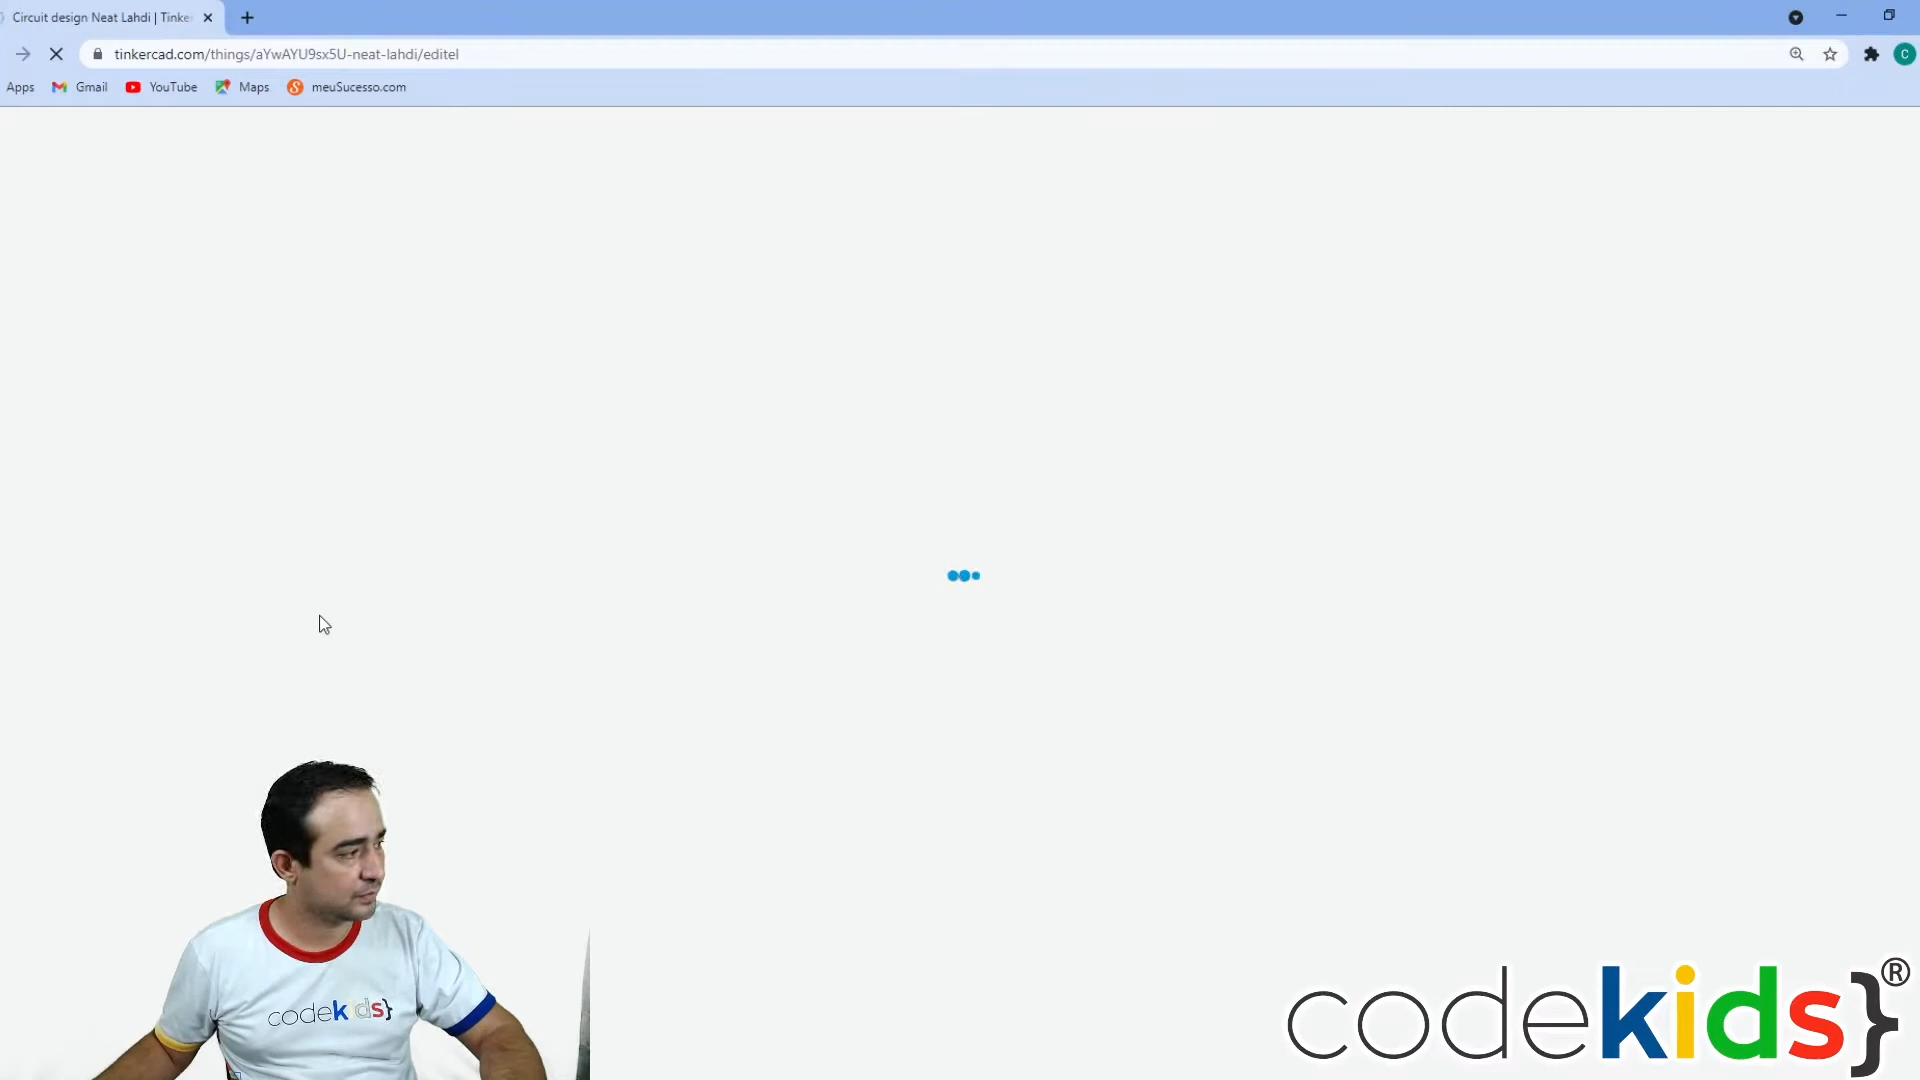 Circuit design Neat Lahdi | Tinke
tinkercad.com/things/aYwAYU9sx5U-neat-lahdi/editel
C
Apps Gmail YouTube Maps meuSucesso.com
codekids}
codekids}®